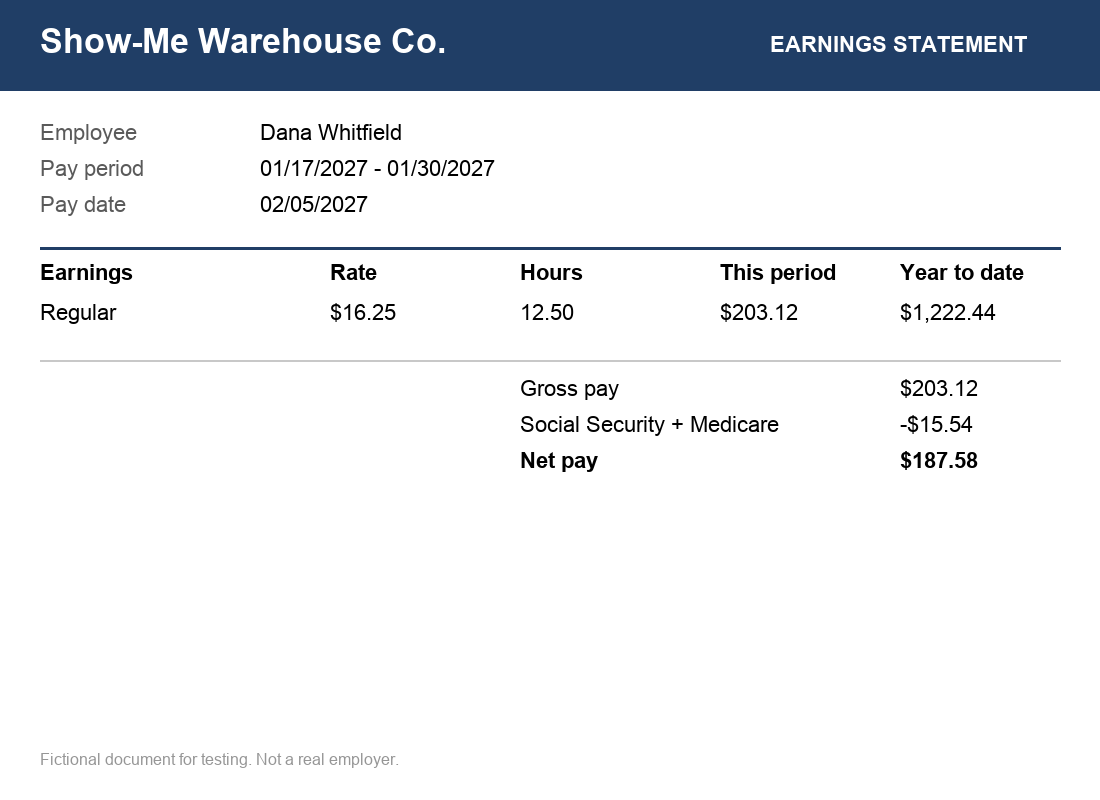 Show-Me Warehouse Co. EARNINGS STATEMENT
Employee Dana Whitfield
Pay period 01/17/2027 - 01/30/2027
Pay date 02/05/2027
Earnings Rate Hours This period Year to date
Regular $16.25 12.50 $203.12 $1,222.44
Gross pay $203.12
Social Security + Medicare -$15.54
Net pay $187.58
Fictional document for testing. Not a real employer.